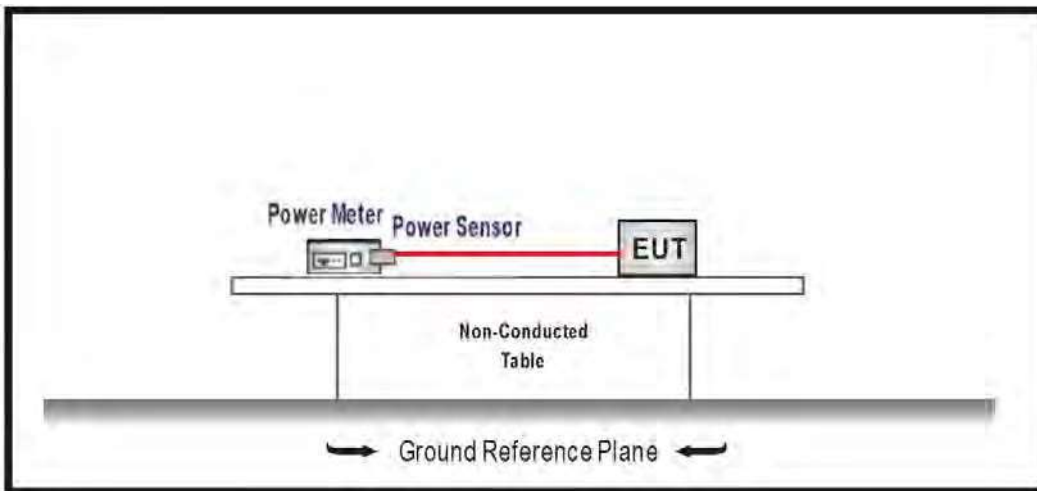 Power Meter
Power Sensor
EUT
Non-Conducted
Table
Ground Reference Plane